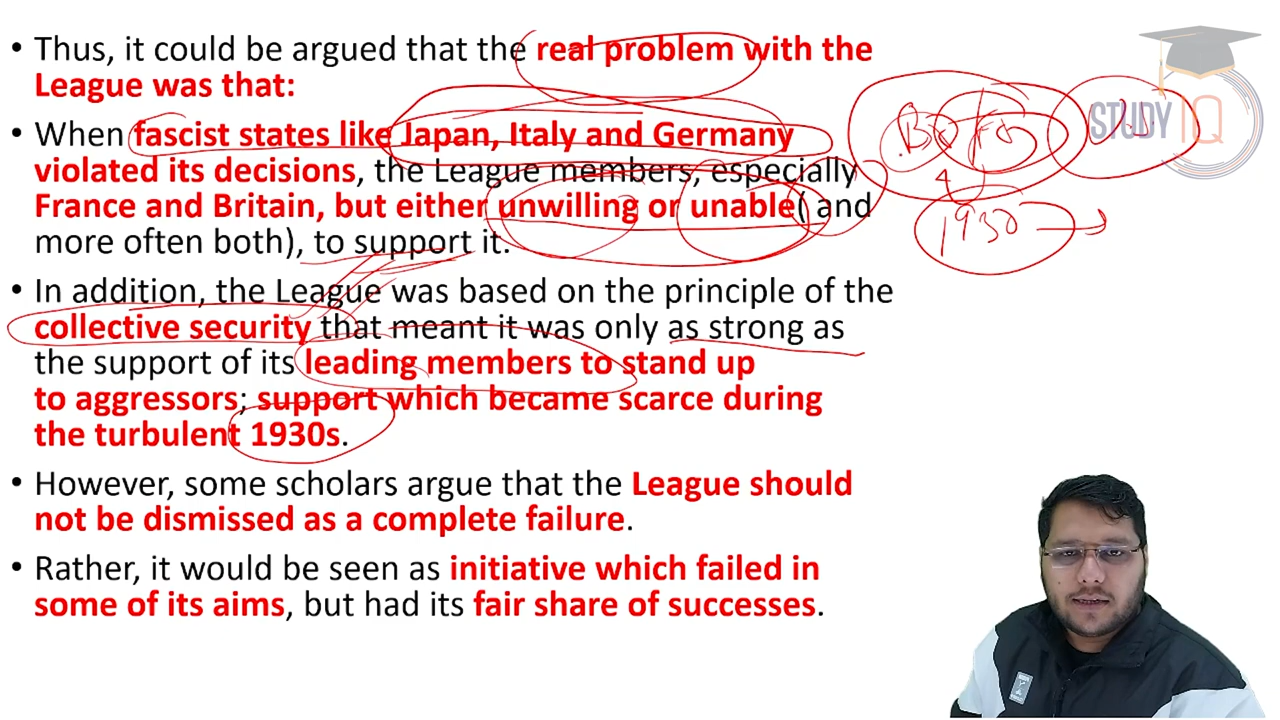 • Thus, it could be argued that the real problem with the
League was that:
• When fascist states like Japan, Italy and Germany
violated its decisions, the League members, especially
France and Britain, but either unwilling or unable( and
more often both), to support it.
• In addition, the League was based on the principle of the
collective security that meant it was only as strong as
the support of its leading members to stand up
to aggressors; support which became scarce during
the turbulent 1930s.
• However, some scholars argue that the League should
not be dismissed as a complete failure.
• Rather, it would be seen as initiative which failed in
some of its aims, but had its fair share of successes.
STUDY IQ
1930